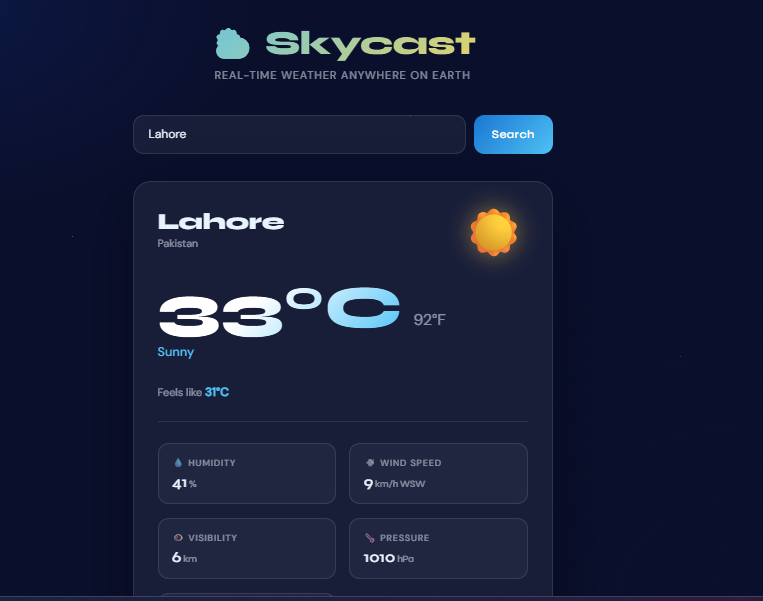 Skycast
REAL-TIME WEATHER ANYWHERE ON EARTH
Lahore
Search
Lahore
Pakistan
33°C 92°F
Sunny
Feels like 31°C
HUMIDITY
41 %
WIND SPEED
9 km/h WSW
VISIBILITY
6 km
PRESSURE
1010 hPa